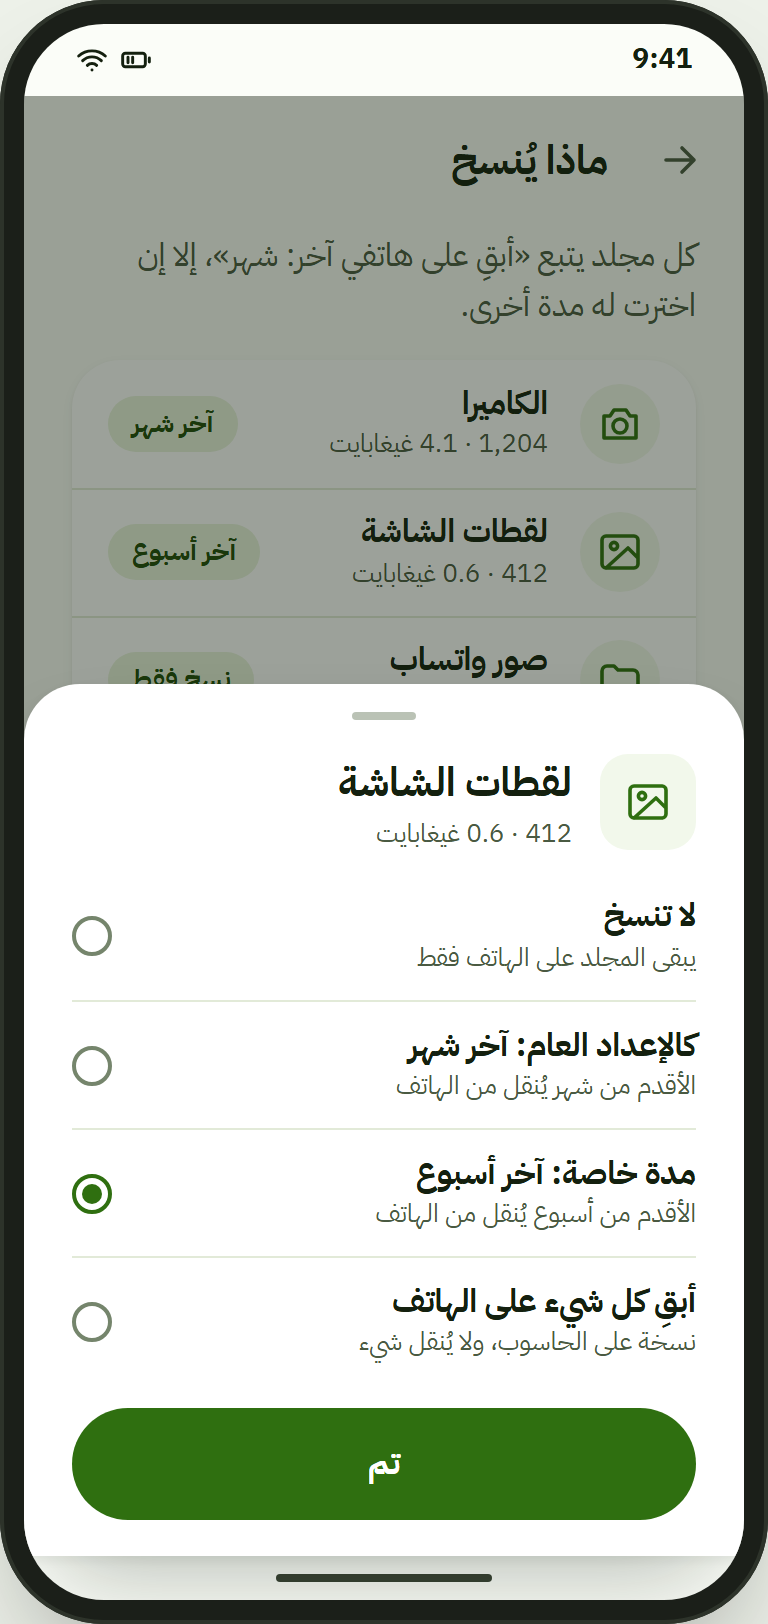 9:41
ماذا يُنسخ
كل مجلد يتبع «أبقِ على هاتفي آخر: شهر»، إلا إن
اخترت له مدة أخرى.
الكاميرا
1,204 · 4.1 غيغابايت
آخر شهر
لقطات الشاشة
412 · 0.6 غيغابايت
آخر أسبوع
صور واتساب
نسخ فقط
لقطات الشاشة
412 · 0.6 غيغابايت
لا تنسخ
يبقى المجلد على الهاتف فقط
كالإعداد العام: آخر شهر
الأقدم من شهر يُنقل من الهاتف
مدة خاصة: آخر أسبوع
الأقدم من أسبوع يُنقل من الهاتف
أبقِ كل شيء على الهاتف
نسخة على الحاسوب، ولا يُنقل شيء
تم